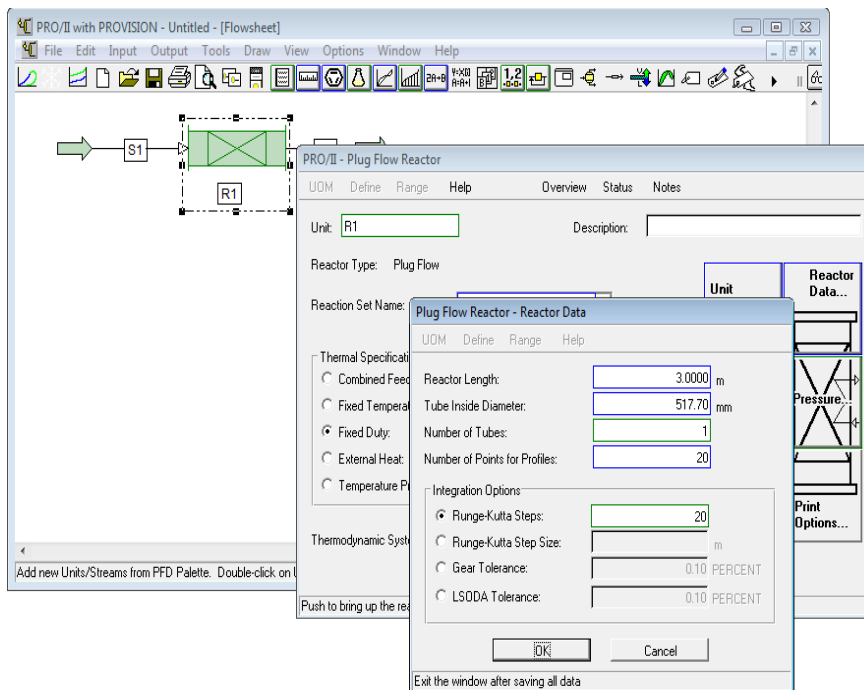 PRO/II with PROVISION - Untitled - [Flowsheet]
File Edit Input Output Tools Draw View Options Window Help
S1
R1
Add new Units/Streams from PFD Palette. Double-click on
PRO/II - Plug Flow Reactor
UOM Define Range Help Overview Status Notes
Unit: R1 Description:
Reactor Type: Plug Flow
Reaction Set Name:
Unit
Reactor Data...
Thermal
Combined
Fixed
Fixed Duty:
External Heat:
Temperature
Pressure...
Thermodynamic
Print Options...
Push to bring up the
Plug Flow Reactor - Reactor Data
UOM Define Range Help
Reactor Length: 3.0000 m
Tube Inside Diameter: 517.70 mm
Number of Tubes: 1
Number of Points for Profiles: 20
Integration Options
Runge-Kutta Steps: 20
Runge-Kutta Step Size: m
Gear Tolerance: 0.10 PERCENT
LSODA Tolerance: 0.10 PERCENT
OK Cancel
Exit the window after saving all data